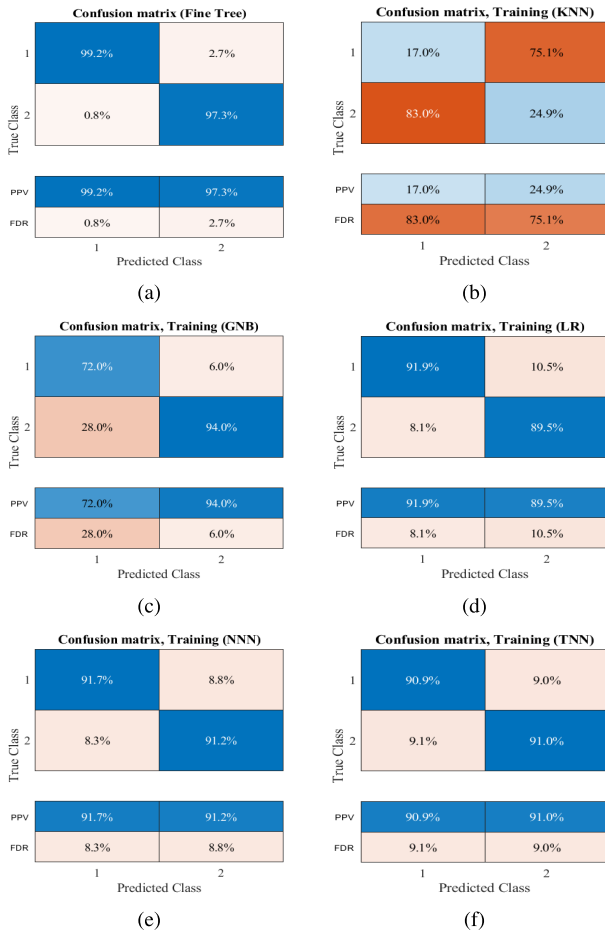 Confusion matrix (Fine Tree)
1 99.2% 2.7%
2 0.8% 97.3%
True Class
PPV 99.2% 97.3%
FDR 0.8% 2.7%
1 2
Predicted Class
(a)
Confusion matrix, Training (KNN)
1 17.0% 75.1%
2 83.0% 24.9%
True Class
PPV 17.0% 24.9%
FDR 83.0% 75.1%
1 2
Predicted Class
(b)
Confusion matrix, Training (GNB)
1 72.0% 6.0%
2 28.0% 94.0%
True Class
PPV 72.0% 94.0%
FDR 28.0% 6.0%
1 2
Predicted Class
(c)
Confusion matrix, Training (LR)
1 91.9% 10.5%
2 8.1% 89.5%
True Class
PPV 91.9% 89.5%
FDR 8.1% 10.5%
1 2
Predicted Class
(d)
Confusion matrix, Training (NNN)
1 91.7% 8.8%
2 8.3% 91.2%
True Class
PPV 91.7% 91.2%
FDR 8.3% 8.8%
1 2
Predicted Class
(e)
Confusion matrix, Training (TNN)
1 90.9% 9.0%
2 9.1% 91.0%
True Class
PPV 90.9% 91.0%
FDR 9.1% 9.0%
1 2
Predicted Class
(f)